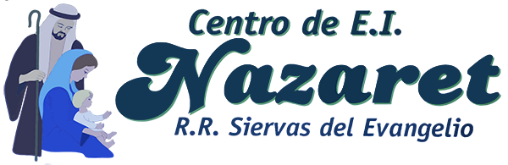 Centro de E.I.
Nazaret
R.R. Siervas del Evangelio